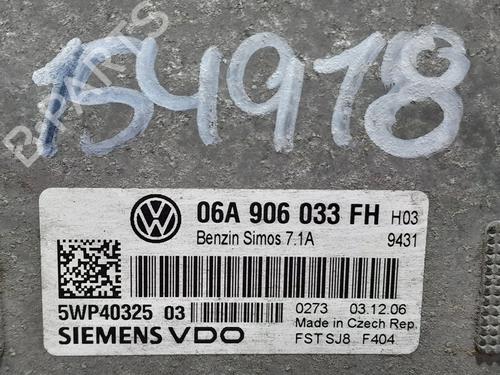 154918
B-PARTS
06A 906 033 FH H03
Benzin Simos 7.1A 9431
5WP40325 03 0273 03.12.06
Made in Czech Rep.
SIEMENS VDO FST SJ8 F404